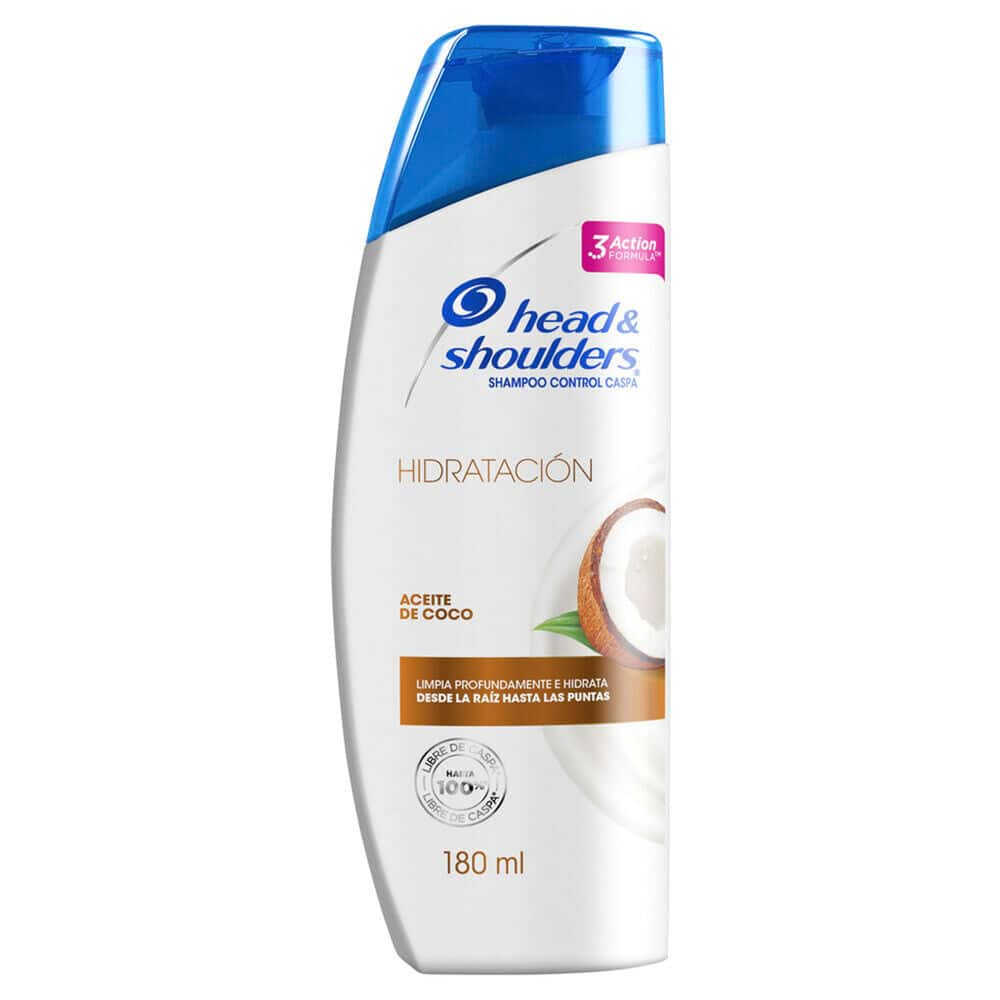 3 Action
FORMULA™
head &
shoulders®
SHAMPOO CONTROL CASPA
HIDRATACIÓN
ACEITE
DE COCO
LIMPIA PROFUNDAMENTE E HIDRATA
DESDE LA RAÍZ HASTA LAS PUNTAS
LIBRE DE CASPA*
HASTA
100%
LIBRE DE CASPA*
180 ml